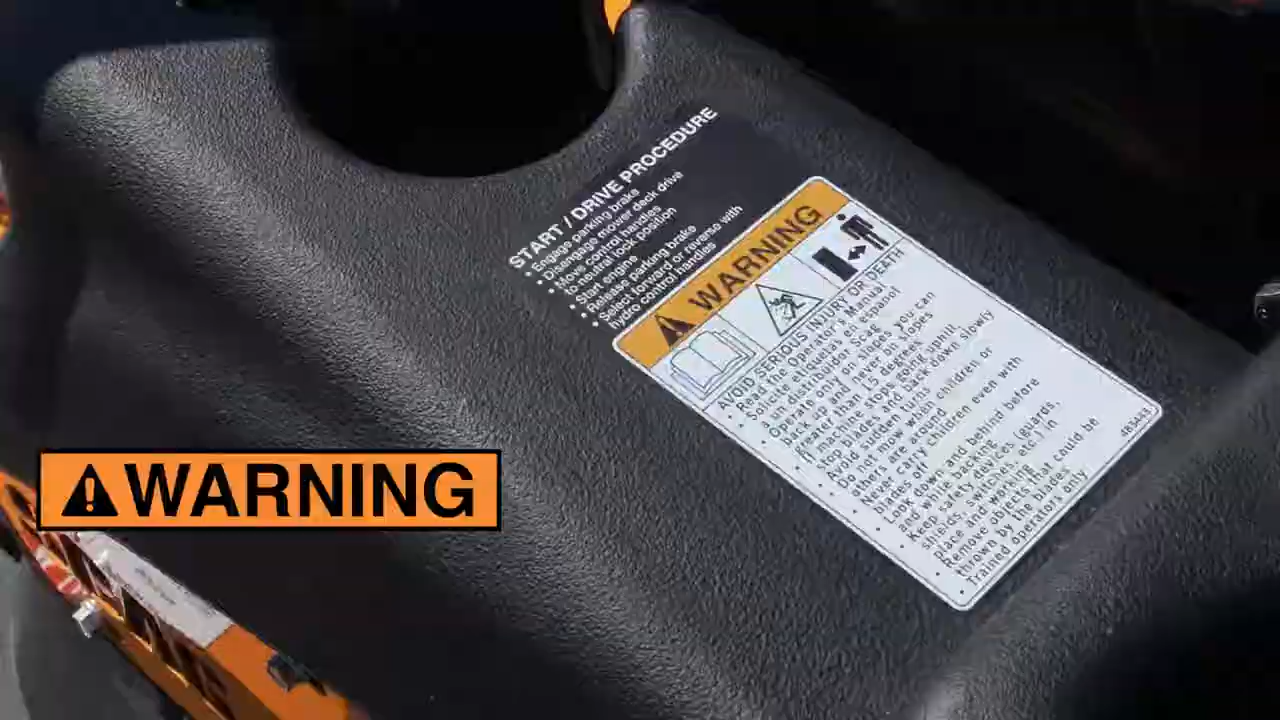 START / DRIVE PROCEDURE
• Engage parking brake
• Disengage mower deck drive
• Move control handles
to neutral lock position
• Start engine
• Release parking brake
• Select forward or reverse with
hydro control handles
WARNING
AVOID SERIOUS INJURY OR DEATH
• Read the Operator's Manual
• Solicite etiquetas en espanol
a un distribuidor Scag
• Operate only on slopes you can
back up and never on slopes
greater than 15 degrees
• If machine stops going uphill,
stop blades and back down slowly
• Avoid sudden turns
• Do not mow when children or
others are around
• Never carry children even with
blades off
• Look down and behind before
and while backing
• Keep safety devices (guards,
shields, switches, etc.) in
place and working
• Remove objects that could be
thrown by the blades
• Trained operators only
483433
WARNING